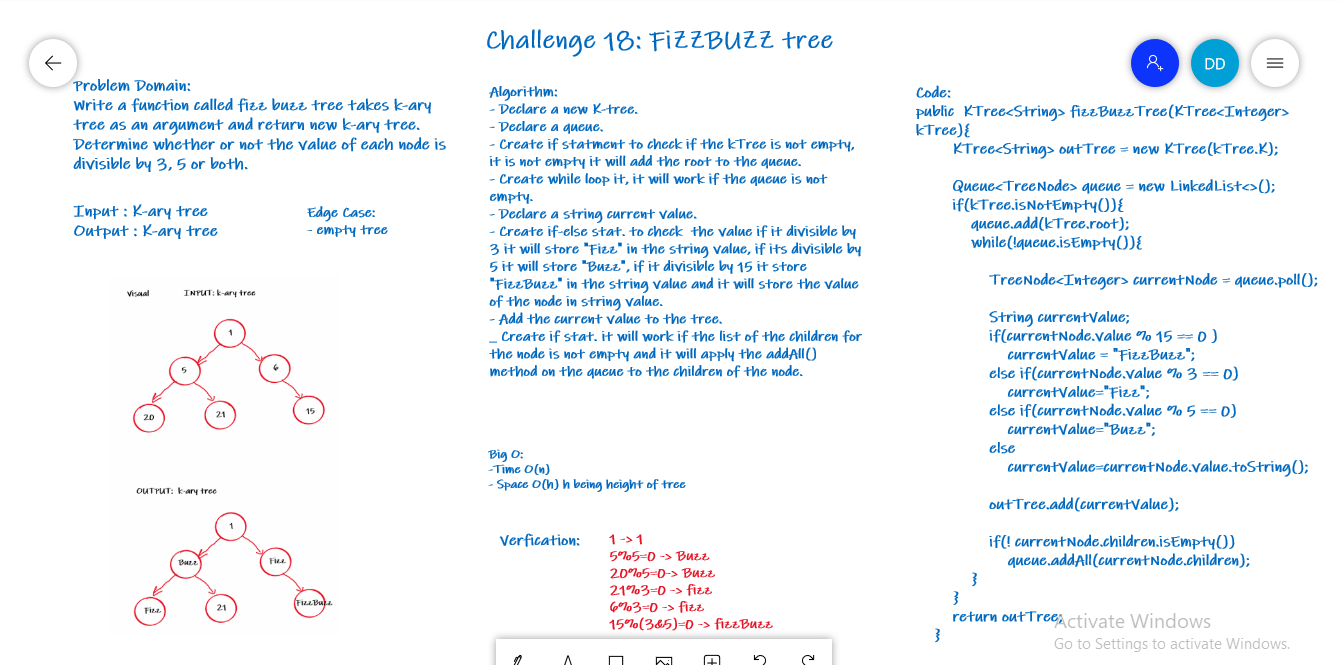 Challenge 18: FiZZBUZZ tree
DD
Problem Domain:
Write a function called fizz buzz tree takes k-ary
tree as an argument and return new k-ary tree.
Determine whether or not the value of each node is
divisible by 3, 5 or both.
Input : K-ary tree
Output : K-ary tree
Edge Case:
- empty tree
Visual
INPUT: k-ary tree
1
5
6
20
21
15
OUTPUT: k-ary tree
1
Buzz
Fizz
Fizz
21
FizzBuzz
Algorithm:
- Declare a new K-tree.
- Declare a queue.
- Create if statment to check if the kTree is not empty,
it is not empty it will add the root to the queue.
- Create while loop it, it will work if the queue is not
empty.
- Declare a string current value.
- Create if-else stat. to check the value if it divisible by
3 it will store "Fizz" in the string value, if its divisible by
5 it will store "Buzz", if it divisible by 15 it store
"FizzBuzz" in the string value and it will store the value
of the node in string value.
- Add the current value to the tree.
_ Create if stat. it will work if the list of the children for
the node is not empty and it will apply the addAll()
method on the queue to the children of the node.
Big O:
-Time O(n)
- Space O(h) h being height of tree
Verfication:
1 -> 1
5%5=0 -> Buzz
20%5=0-> Buzz
21%3=0 -> fizz
6%3=0 -> fizz
15%(3&5)=0 -> fizzBuzz
Code:
public KTree<String> fizzBuzzTree(KTree<Integer>
kTree){
KTree<String> outTree = new KTree(kTree.K);
Queue<TreeNode> queue = new LinkedList<>();
if(kTree.isNotEmpty()){
queue.add(kTree.root);
while(!queue.isEmpty()){
TreeNode<Integer> currentNode = queue.poll();
String currentValue;
if(currentNode.value % 15 == 0 )
currentValue = "FizzBuzz";
else if(currentNode.value % 3 == 0)
currentValue="Fizz";
else if(currentNode.value % 5 == 0)
currentValue="Buzz";
else
currentValue=currentNode.value.toString();
outTree.add(currentValue);
if(! currentNode.children.isEmpty())
queue.addAll(currentNode.children);
}
}
return outTree;
}
Activate Windows
Go to Settings to activate Windows.